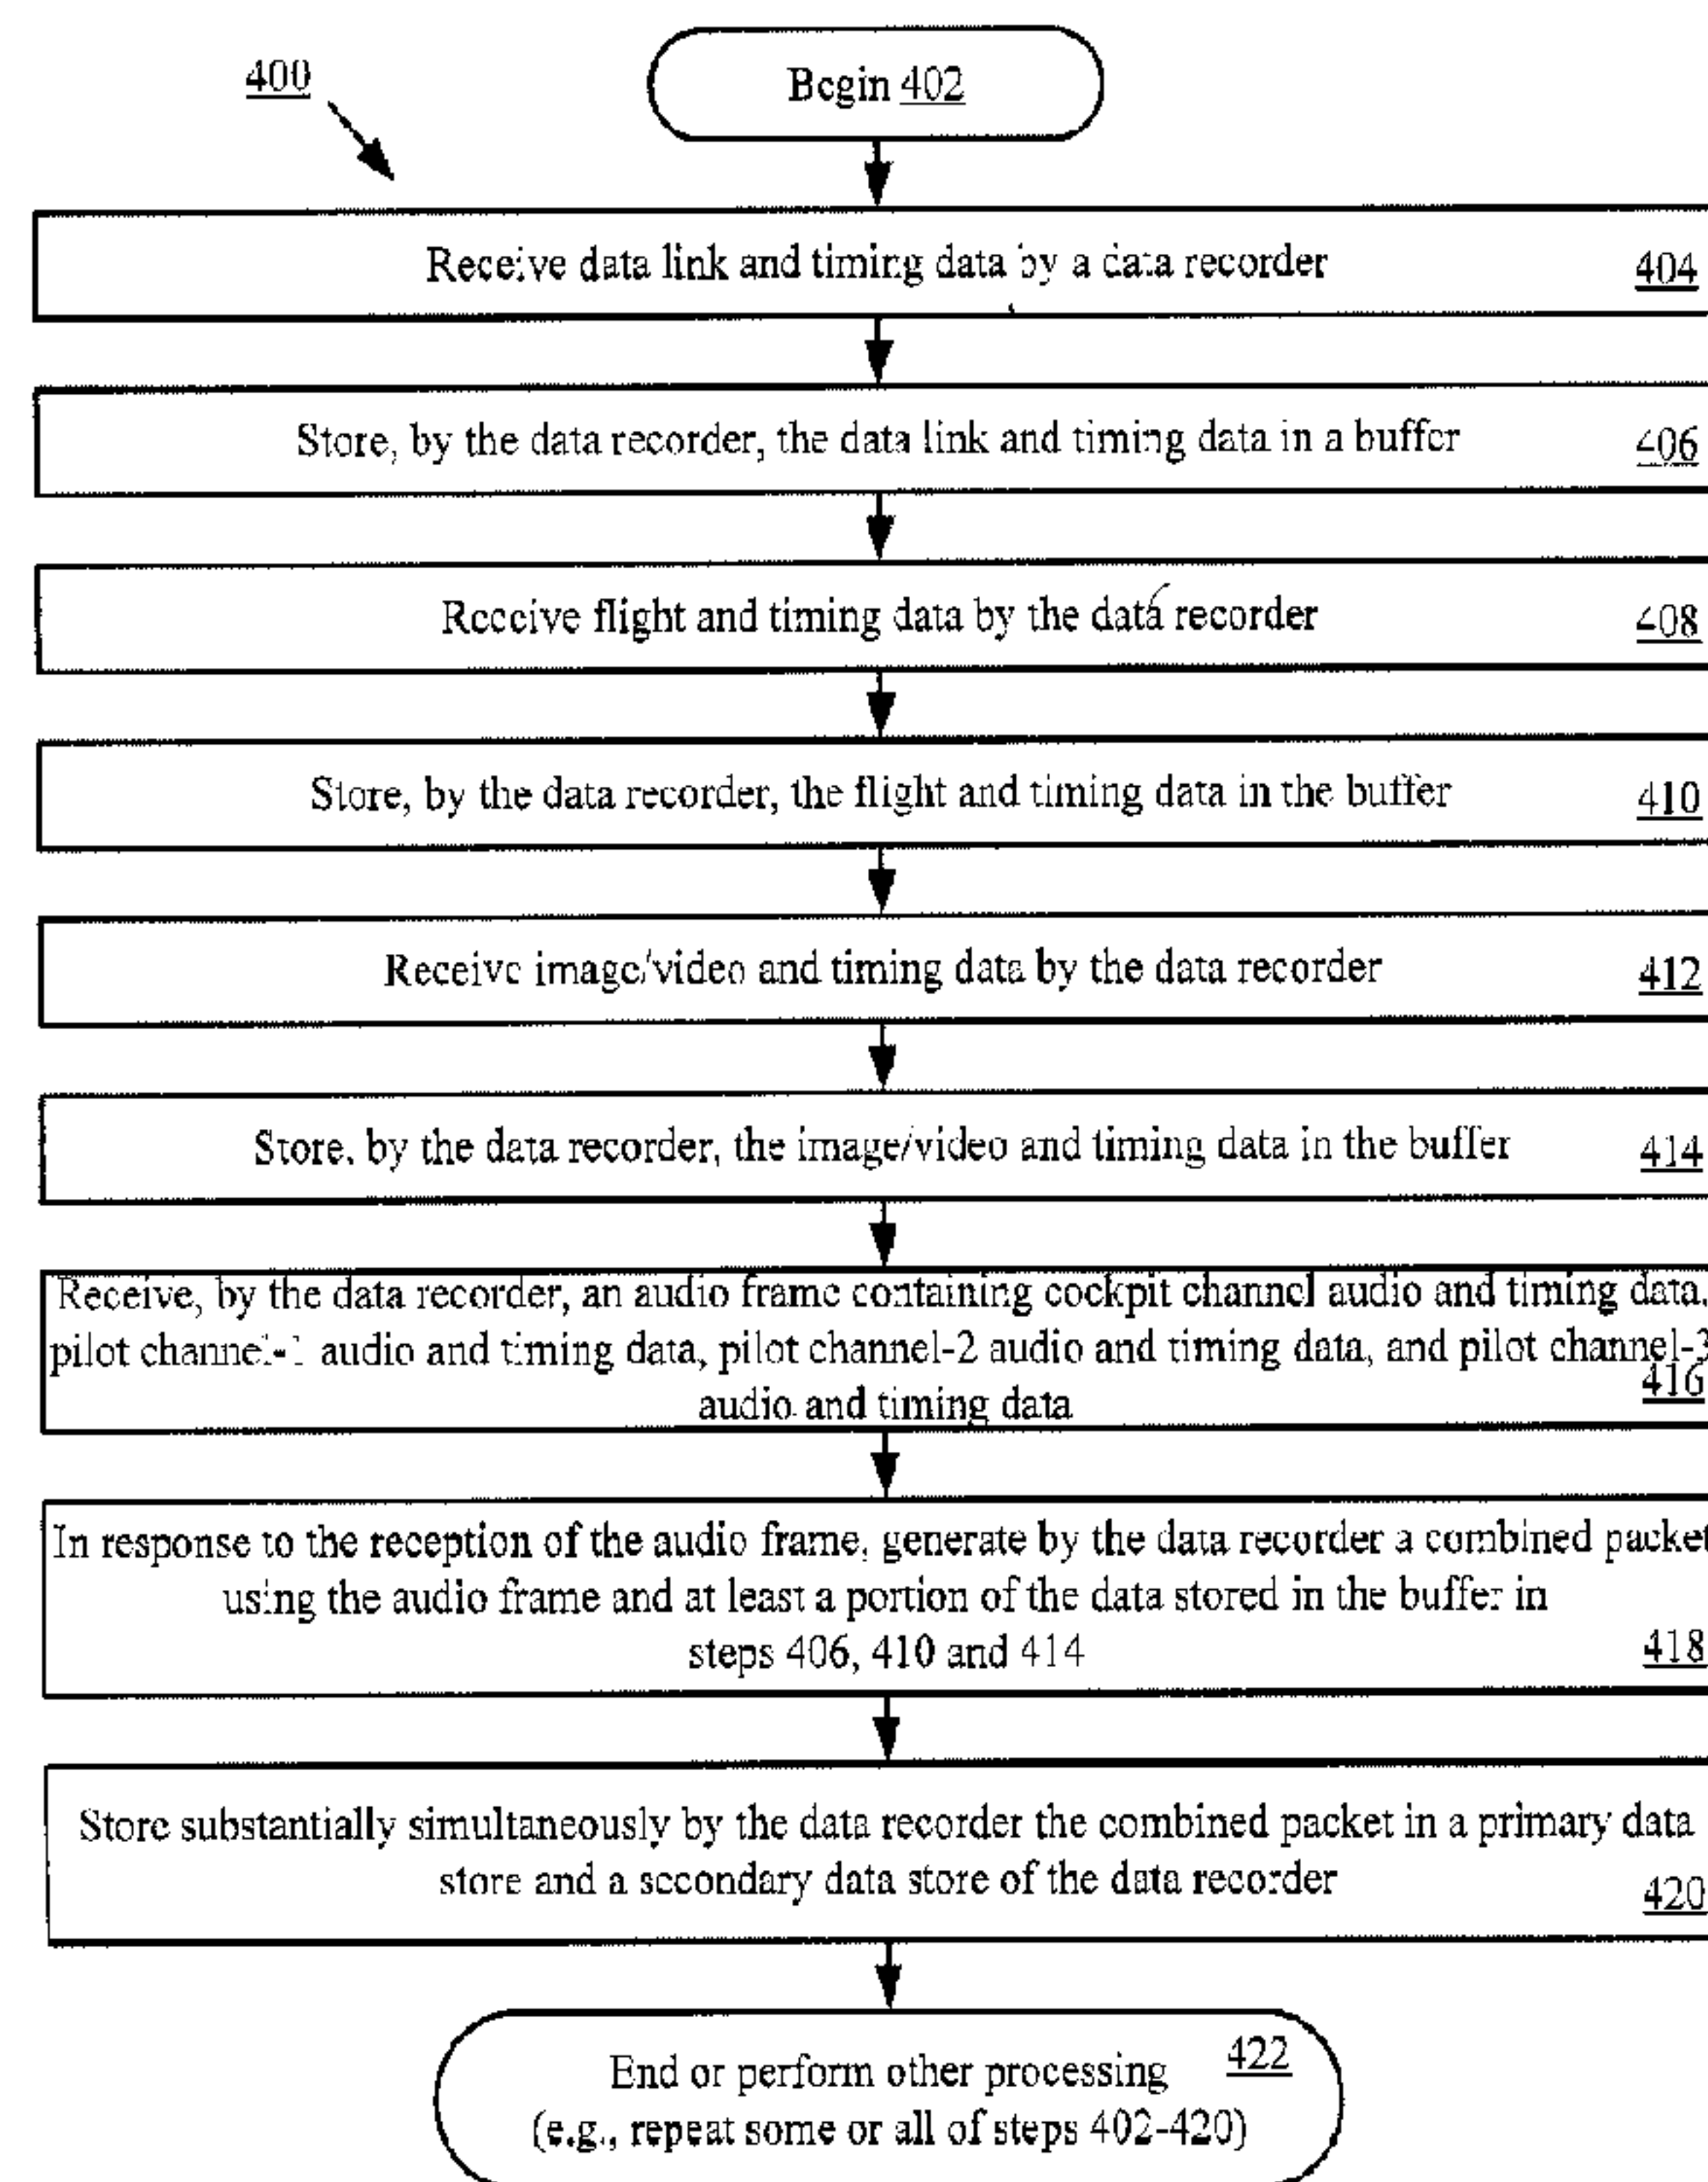 400
Begin 402
Receive data link and timing data by a data recorder 404
Store, by the data recorder, the data link and timing data in a buffer 406
Receive flight and timing data by the data recorder 408
Store, by the data recorder, the flight and timing data in the buffer 410
Receive image/video and timing data by the data recorder 412
Store, by the data recorder, the image/video and timing data in the buffer 414
Receive, by the data recorder, an audio frame containing cockpit channel audio and timing data,
pilot channel-1 audio and timing data, pilot channel-2 audio and timing data, and pilot channel-3
416
audio and timing data
In response to the reception of the audio frame, generate by the data recorder a combined packet
using the audio frame and at least a portion of the data stored in the buffer in
steps 406, 410 and 414 418
Store substantially simultaneously by the data recorder the combined packet in a primary data
store and a secondary data store of the data recorder 420
End or perform other processing 422
(e.g., repeat some or all of steps 402-420)